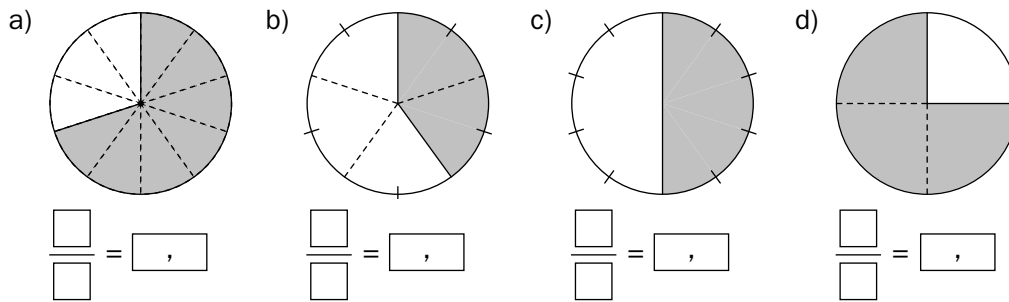 a) b) c) d)
= , = , = , = ,